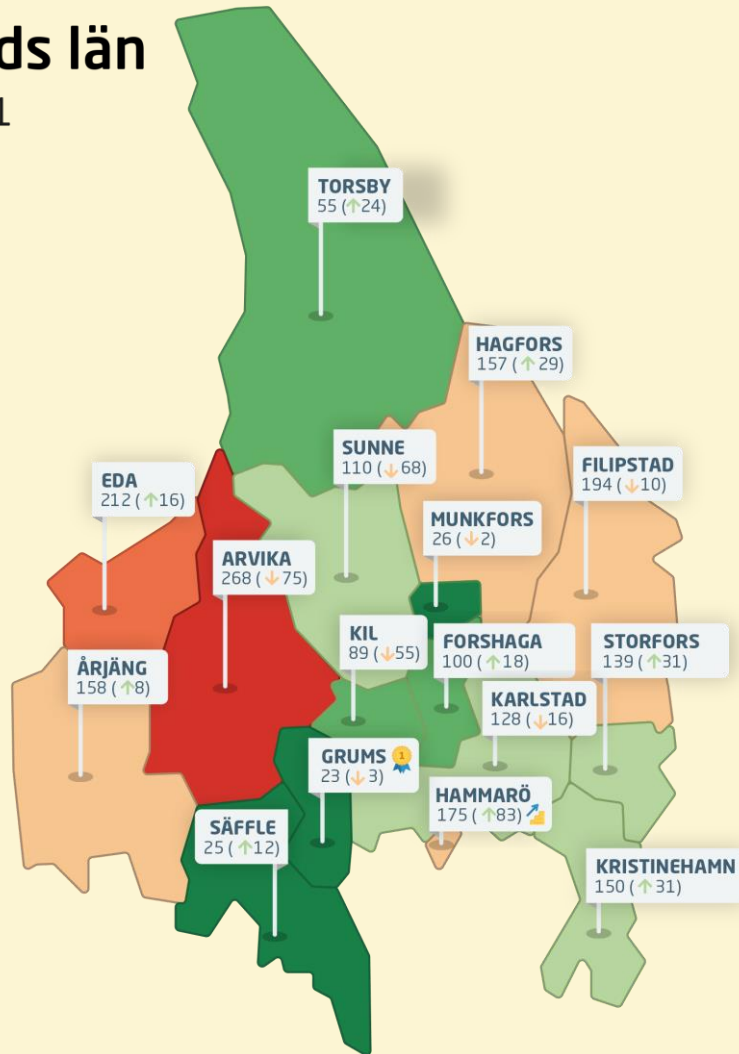 ds län
1
TORSBY
55 (↑24)
HAGFORS
157 (↑29)
SUNNE
110 (↓68)
FILIPSTAD
194 (↓10)
EDA
212 (↑16)
MUNKFORS
26 (↓2)
ARVIKA
268 (↓75)
KIL
89 (↓55)
FORSHAGA
100 (↑18)
STORFORS
139 (↑31)
ÅRJÄNG
158 (↑8)
KARLSTAD
128 (↓16)
GRUMS
1
23 (↓3)
HAMMARÖ
175 (↑83)
SÄFFLE
25 (↑12)
KRISTINEHAMN
150 (↑31)